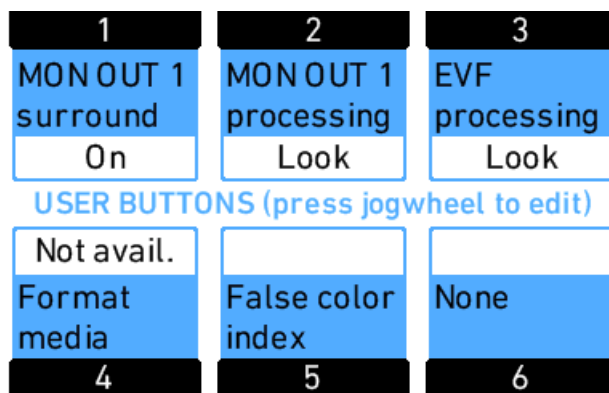 1 2 3
MON OUT 1 MON OUT 1 EVF
surround processing processing
On Look Look
USER BUTTONS (press jogwheel to edit)
Not avail.
Format False color None
media index
4 5 6